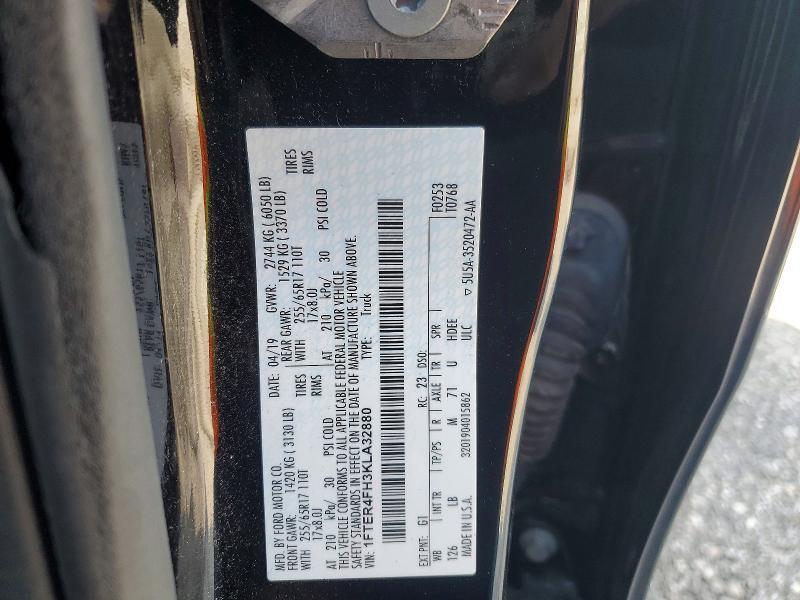 MFD. BY FORD MOTOR CO.
DATE: 04/19 GVWR: 2744 KG ( 6050 LB)
FRONT GAWR: 1420 KG ( 3130 LB) REAR GAWR: 1529 KG ( 3370 LB)
WITH 255/65R17 110T TIRES WITH 255/65R17 110T TIRES
17x8.0J RIMS 17x8.0J RIMS
AT 210 kPa/ 30 PSI COLD AT 210 kPa/ 30 PSI COLD
THIS VEHICLE CONFORMS TO ALL APPLICABLE FEDERAL MOTOR VEHICLE
SAFETY STANDARDS IN EFFECT ON THE DATE OF MANUFACTURE SHOWN ABOVE.
VIN: 1FTER4FH3KLA32880 TYPE: Truck
EXT PNT: G1 RC: 23 DSO: F0253
WB INT TR TP/PS R AXLE TR SPR 10768
126 LB M 71 U HDEE
MADE IN U.S.A. 3201904015862 ULC ▽ 5U5A-3520472-AA